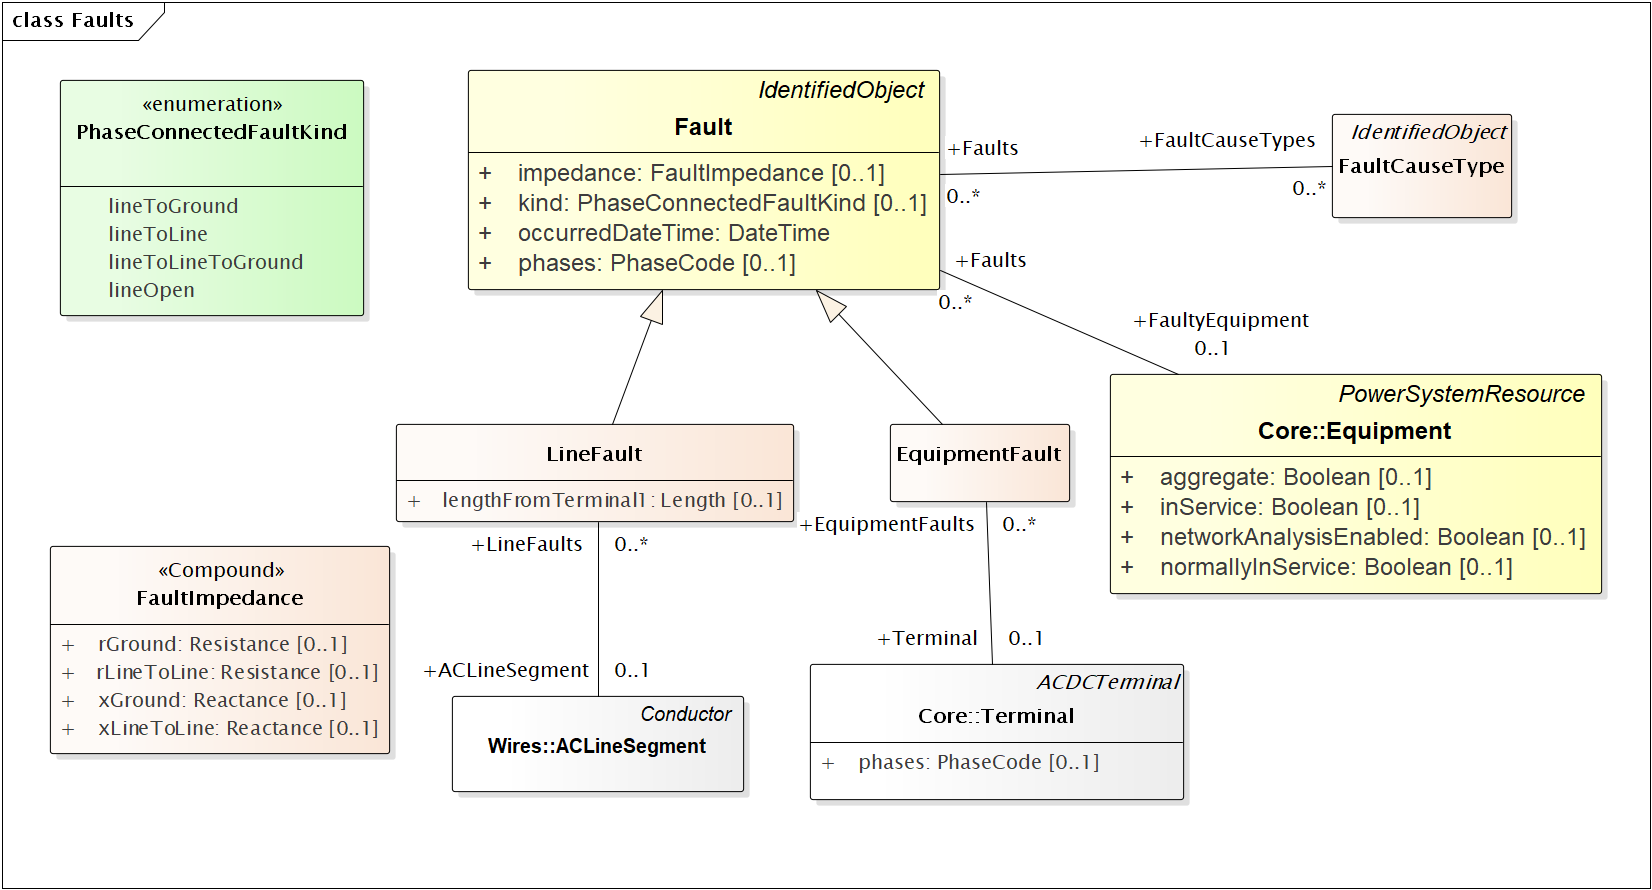 class Faults
«enumeration»
PhaseConnectedFaultKind
lineToGround
lineToLine
lineToLineToGround
lineOpen
IdentifiedObject
Fault
+ impedance: FaultImpedance [0..1]
+ kind: PhaseConnectedFaultKind [0..1]
+ occurredDateTime: DateTime
+ phases: PhaseCode [0..1]
+Faults
0..*
+FaultCauseTypes
0..*
IdentifiedObject
FaultCauseType
+Faults
0..*
+FaultyEquipment
0..1
PowerSystemResource
Core::Equipment
+ aggregate: Boolean [0..1]
+ inService: Boolean [0..1]
+ networkAnalysisEnabled: Boolean [0..1]
+ normallyInService: Boolean [0..1]
LineFault
+ lengthFromTerminal1: Length [0..1]
EquipmentFault
+LineFaults
0..*
+EquipmentFaults
0..*
«Compound»
FaultImpedance
+ rGround: Resistance [0..1]
+ rLineToLine: Resistance [0..1]
+ xGround: Reactance [0..1]
+ xLineToLine: Reactance [0..1]
+ACLineSegment
0..1
Conductor
Wires::ACLineSegment
+Terminal
0..1
ACDCTerminal
Core::Terminal
+ phases: PhaseCode [0..1]